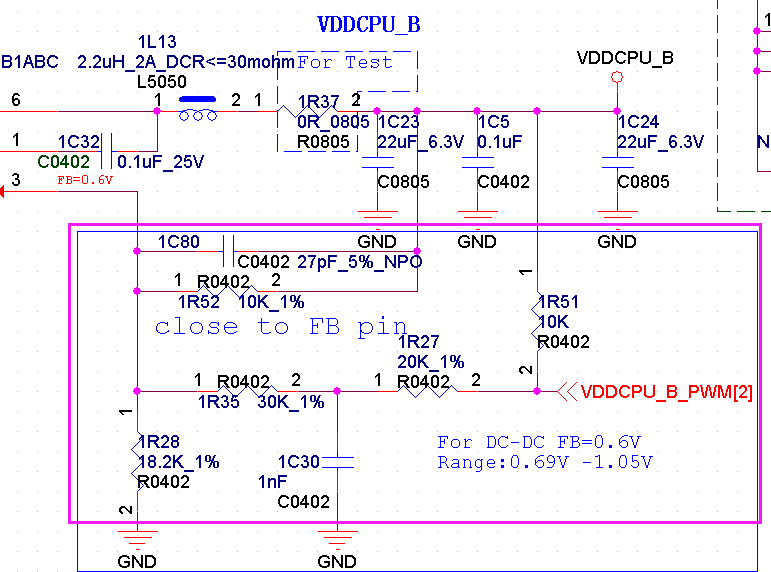 VDDCPU_B
1L13
B1ABC
2.2uH_2A_DCR<=30mohm
For Test
VDDCPU_B
L5050
6
1
2
1
1R37
2
0R_0805
R0805
1C23
22uF_6.3V
C0805
1C5
0.1uF
C0402
1C24
22uF_6.3V
C0805
1
N
1
1C32
C0402
0.1uF_25V
3
FB=0.6V
GND
GND
GND
1C80
C0402
27pF_5%_NPO
1
R0402
2
1R52
10K_1%
close to FB pin
1
1R51
10K
R0402
2
1R27
20K_1%
1
R0402
2
1
R0402
2
1R35
30K_1%
VDDCPU_B_PWM[2]
1
1R28
18.2K_1%
R0402
2
1C30
1nF
C0402
For DC-DC FB=0.6V
Range:0.69V -1.05V
GND
GND